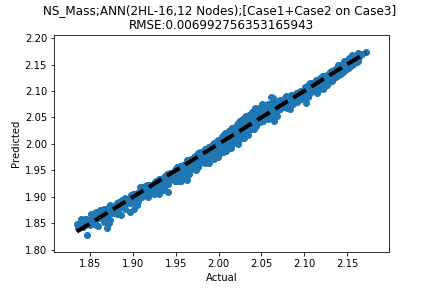 NS_Mass;ANN(2HL-16,12 Nodes);[Case1+Case2 on Case3]
RMSE:0.006992756353165943
2.20
2.15
2.10
2.05
2.00
1.95
1.90
1.85
1.80
Predicted
1.85 1.90 1.95 2.00 2.05 2.10 2.15
Actual